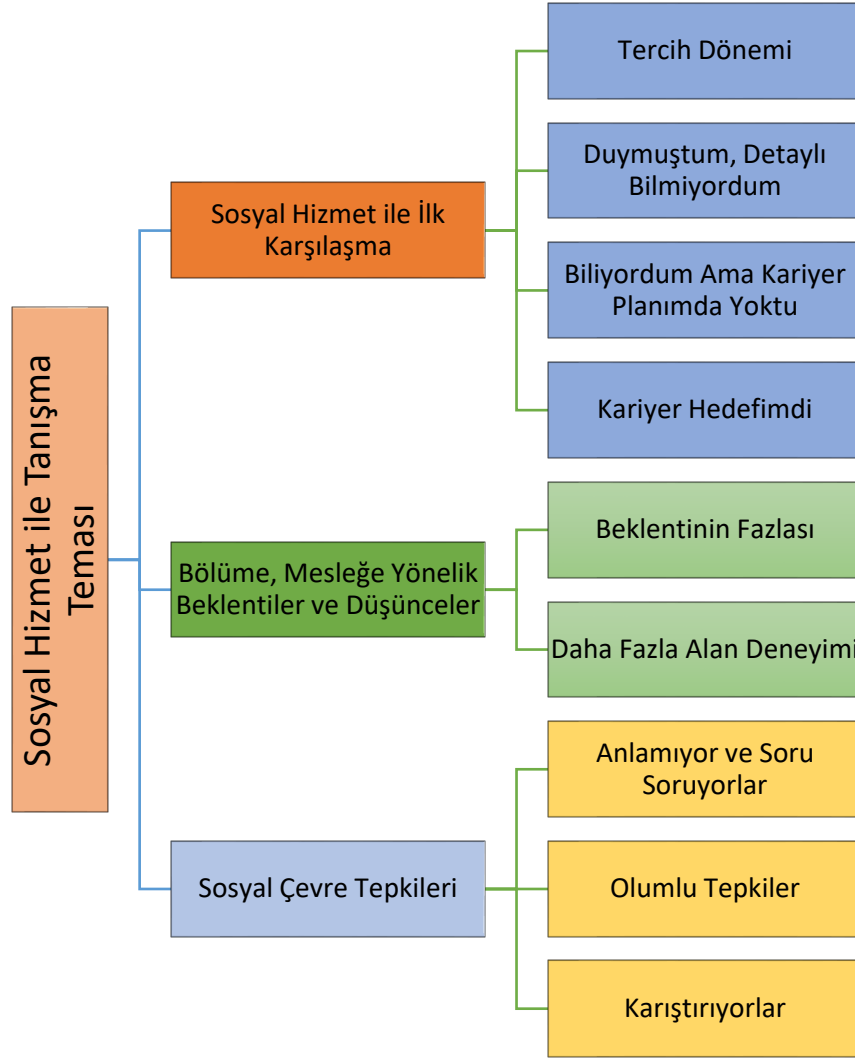 Sosyal Hizmet ile Tanışma
Teması
Sosyal Hizmet ile İlk
Karşılaşma
Tercih Dönemi
Duymuştum, Detaylı
Bilmiyordum
Biliyordum Ama Kariyer
Planımda Yoktu
Kariyer Hedefimdi
Bölüme, Mesleğe Yönelik
Beklentiler ve Düşünceler
Beklentinin Fazlası
Daha Fazla Alan Deneyimi
Sosyal Çevre Tepkileri
Anlamıyor ve Soru
Soruyorlar
Olumlu Tepkiler
Karıştırıyorlar